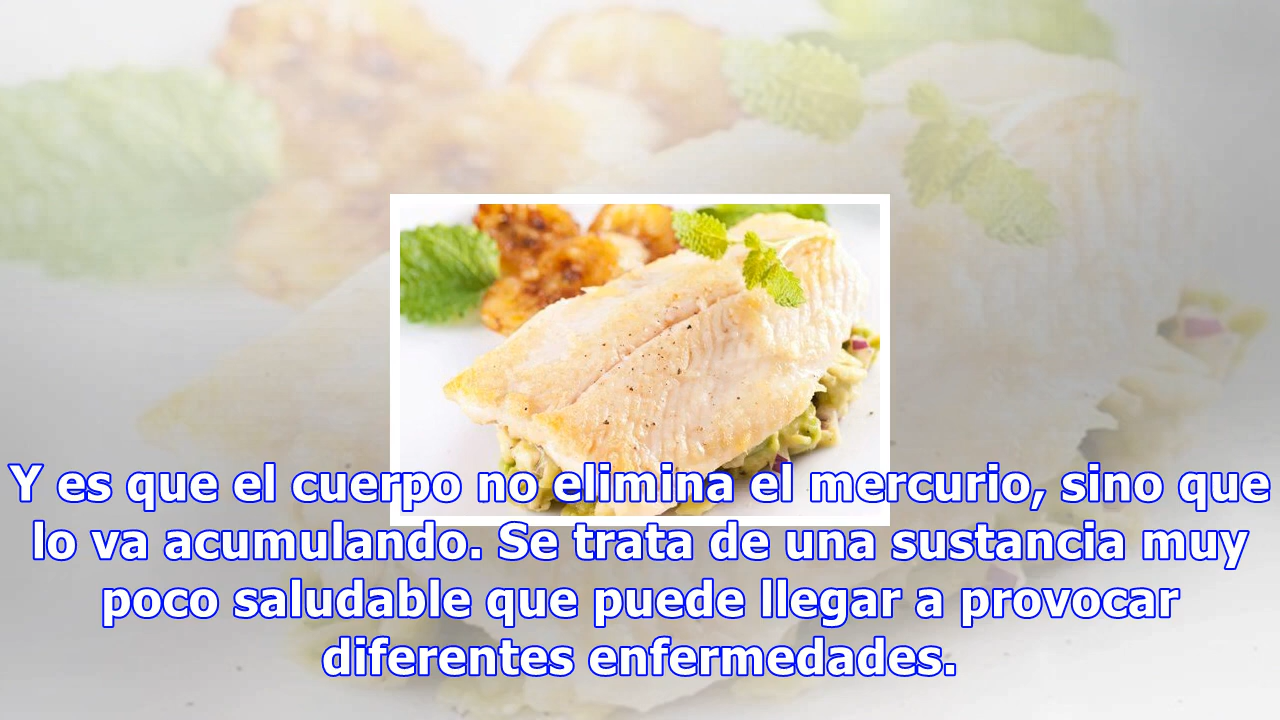 Y es que el cuerpo no elimina el mercurio, sino que
lo va acumulando. Se trata de una sustancia muy
poco saludable que puede llegar a provocar
diferentes enfermedades.